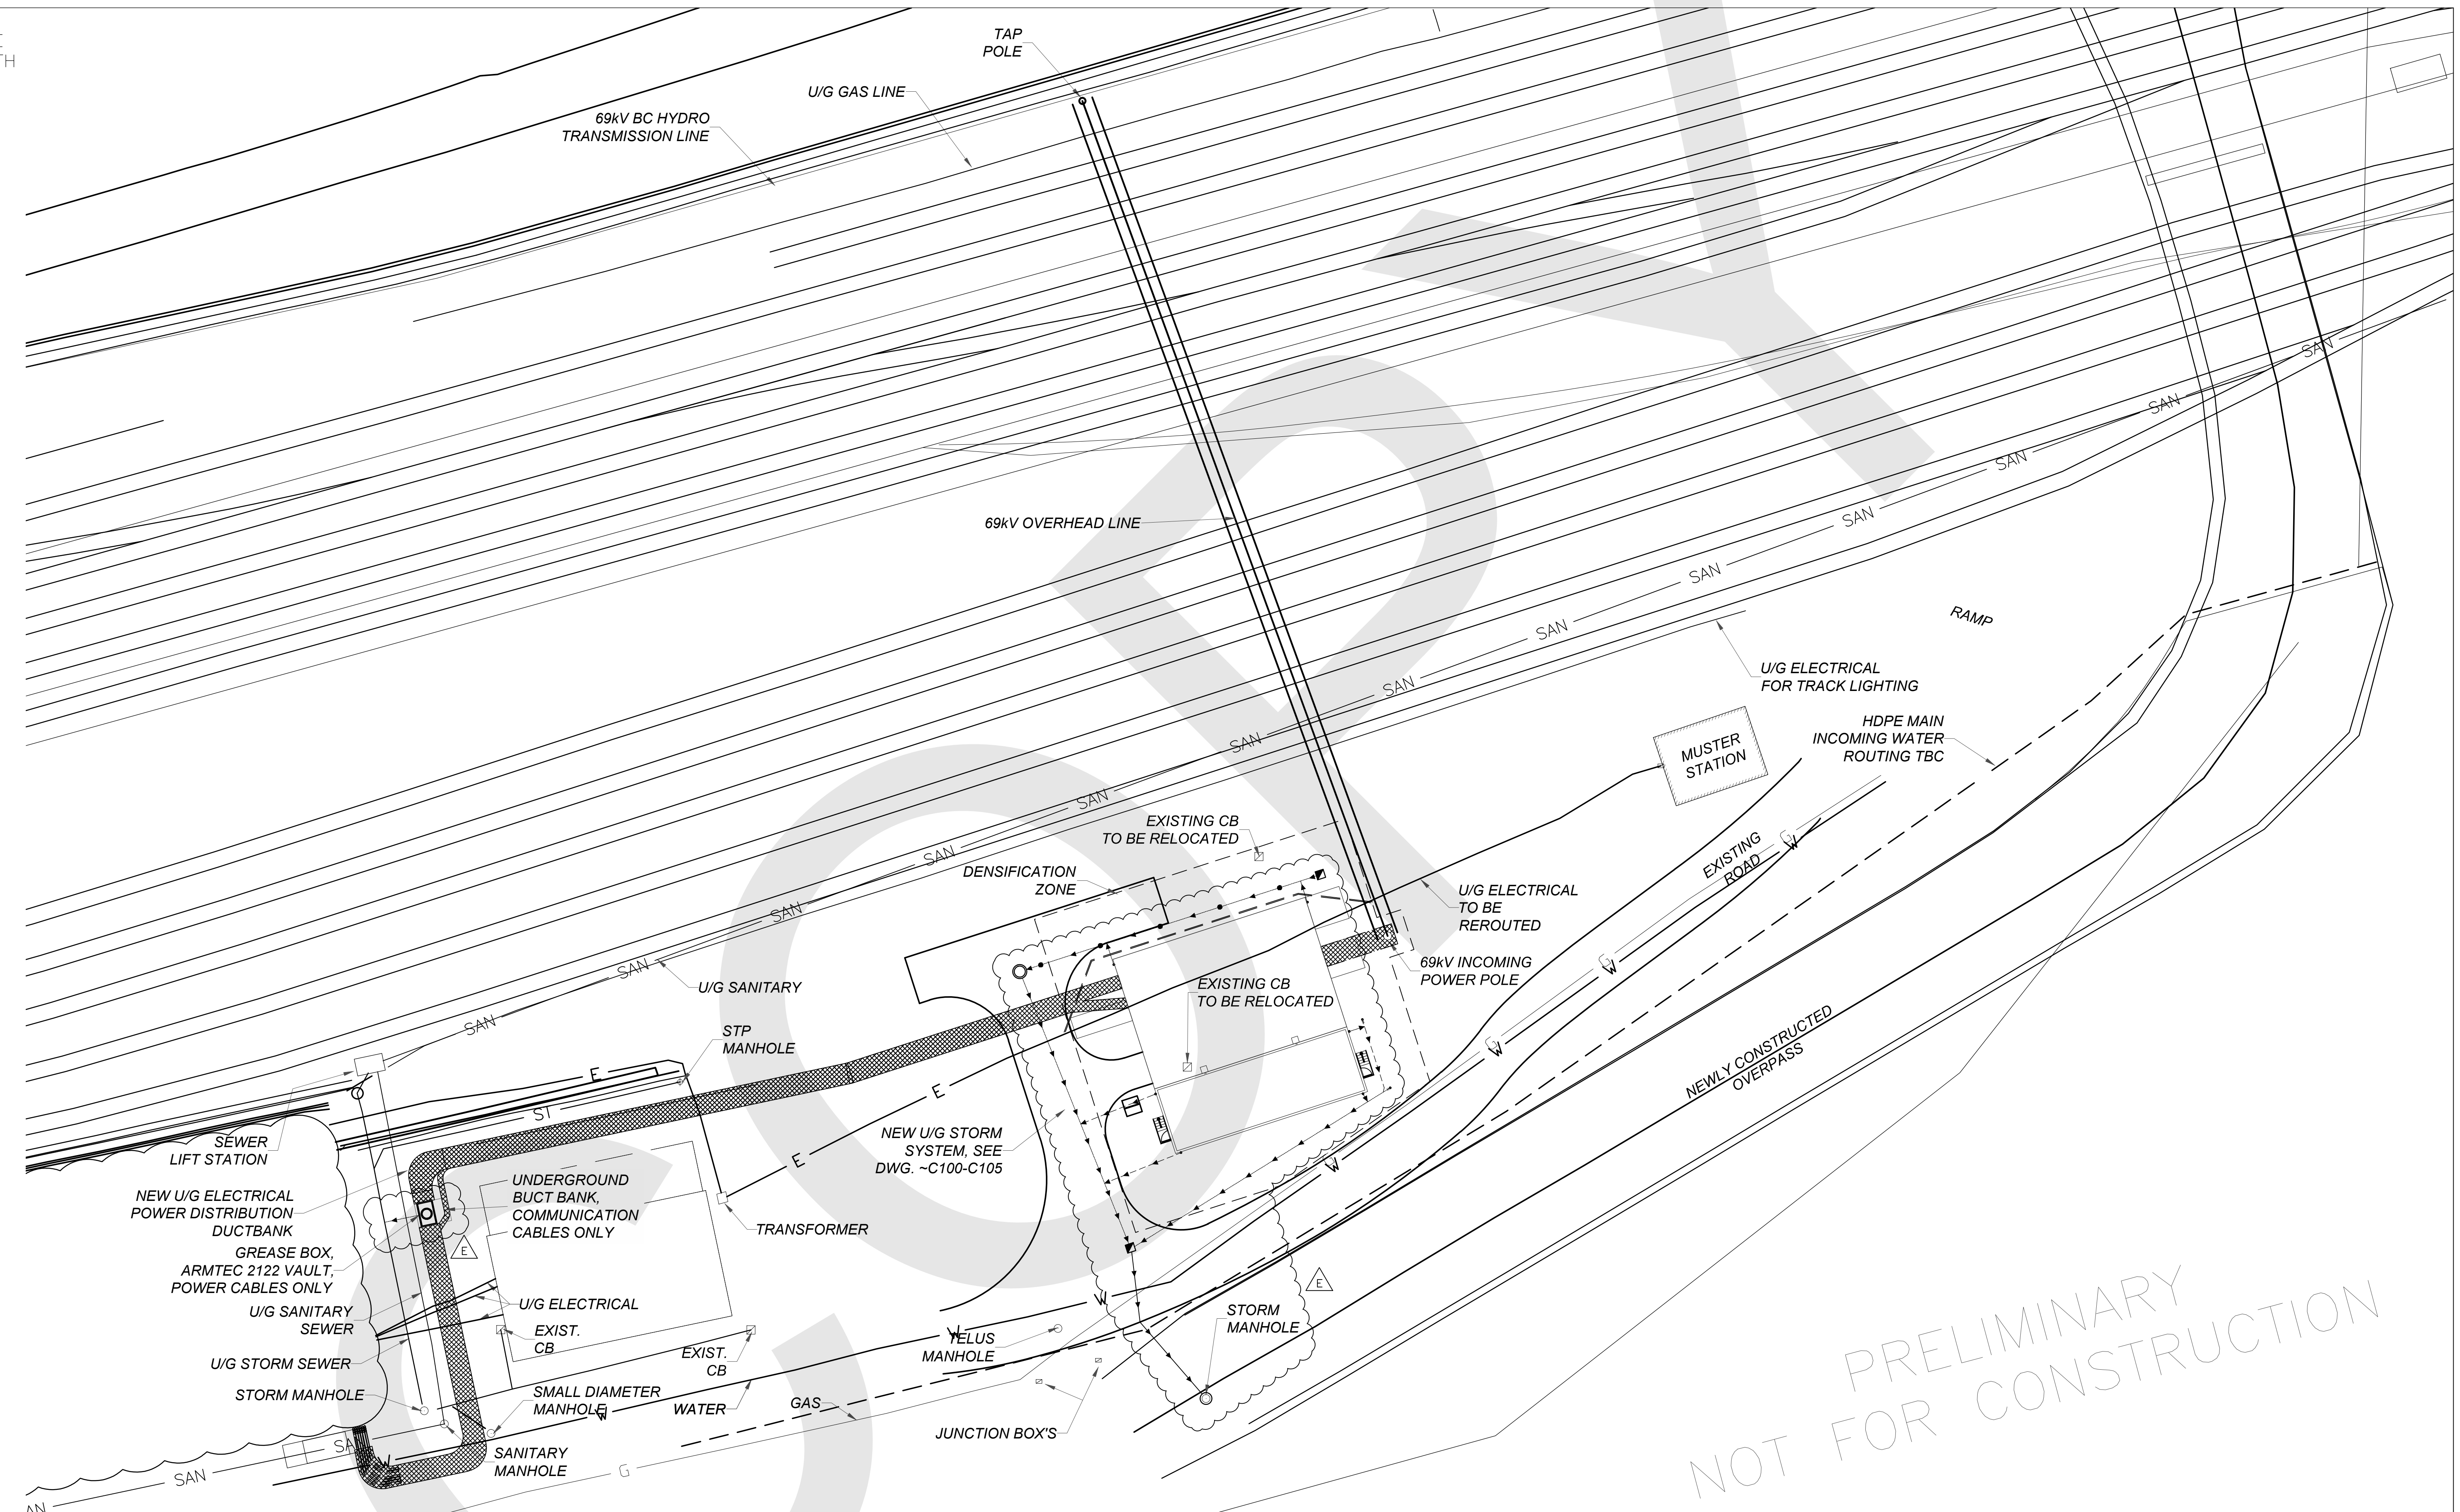 TH
TAP
POLE
U/G GAS LINE
69kV BC HYDRO
TRANSMISSION LINE
69kV OVERHEAD LINE
SAN
SAN
SAN
SAN
SAN
SAN
SAN
SAN
SAN
SAN
SAN
SAN
SAN
RAMP
U/G ELECTRICAL
FOR TRACK LIGHTING
HDPE MAIN
INCOMING WATER
ROUTING TBC
MUSTER
STATION
EXISTING CB
TO BE RELOCATED
DENSIFICATION
ZONE
EXISTING
ROAD
G
W
U/G ELECTRICAL
TO BE
REROUTED
69kV INCOMING
POWER POLE
G
W
EXISTING CB
TO BE RELOCATED
U/G SANITARY
STP
MANHOLE
G
W
NEWLY CONSTRUCTED
OVERPASS
E
E
E
ST
SEWER
LIFT STATION
NEW U/G STORM
SYSTEM, SEE
DWG. ~C100-C105
W
NEW U/G ELECTRICAL
POWER DISTRIBUTION
DUCTBANK
UNDERGROUND
BUCT BANK,
COMMUNICATION
CABLES ONLY
TRANSFORMER
E
GREASE BOX,
ARMTEC 2122 VAULT,
POWER CABLES ONLY
E
U/G SANITARY
SEWER
U/G ELECTRICAL
W
STORM
MANHOLE
EXIST.
CB
W
TELUS
MANHOLE
U/G STORM SEWER
EXIST.
CB
STORM MANHOLE
SMALL DIAMETER
MANHOLE
W
WATER
GAS
JUNCTION BOX'S
SA
W
SANITARY
MANHOLE
SAN
G
AN
PRELIMINARY
NOT FOR CONSTRUCTION
COPY